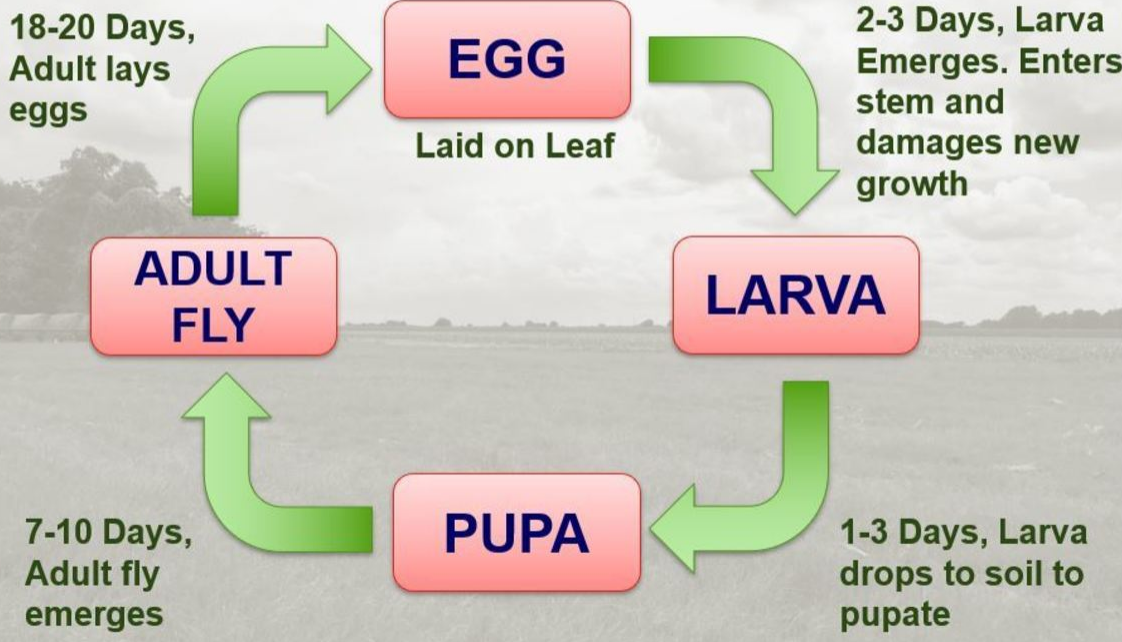 18-20 Days,
Adult lays
eggs
EGG
Laid on Leaf
2-3 Days, Larva
Emerges. Enters
stem and
damages new
growth
ADULT
FLY
LARVA
7-10 Days,
Adult fly
emerges
PUPA
1-3 Days, Larva
drops to soil to
pupate